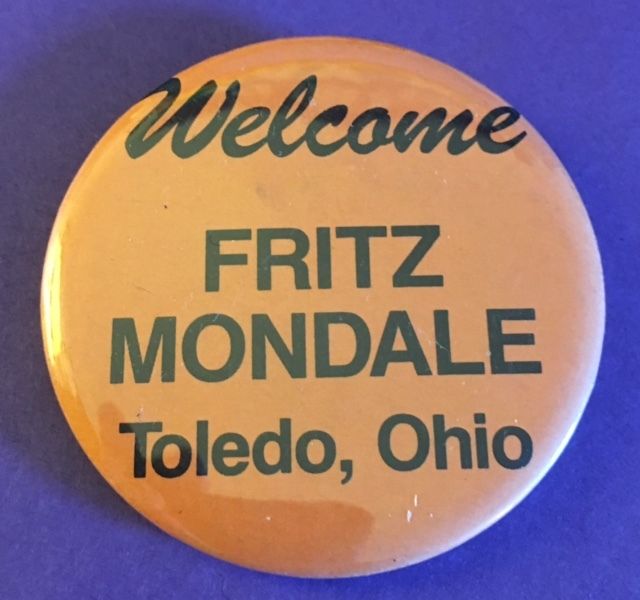 Welcome
FRITZ
MONDALE
Toledo, Ohio